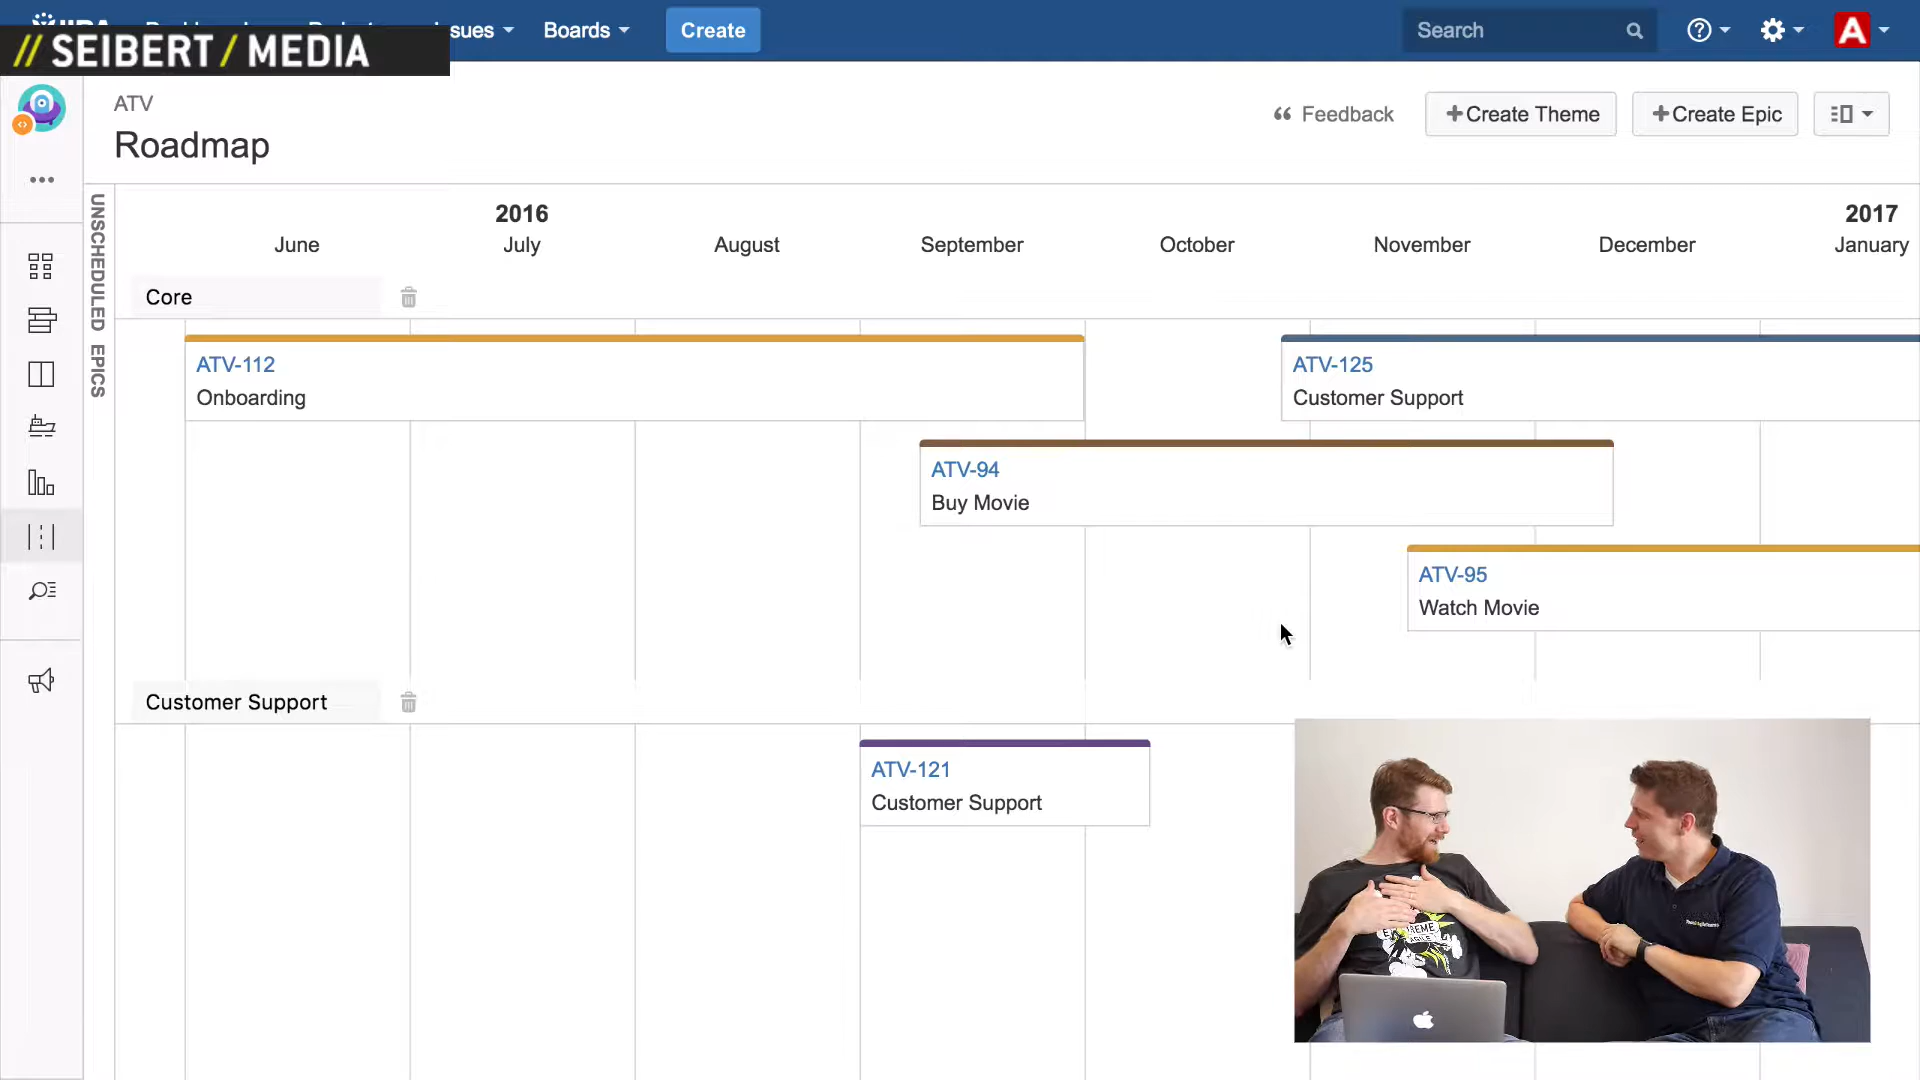 // SEIBERT / MEDIA
Boards
Create
Search
ATV
Roadmap
Feedback
+Create Theme
+Create Epic
UNSCHEDULED EPICS
2016
2017
June
July
August
September
October
November
December
January
Core
ATV-112
Onboarding
ATV-125
Customer Support
ATV-94
Buy Movie
ATV-95
Watch Movie
Customer Support
ATV-121
Customer Support